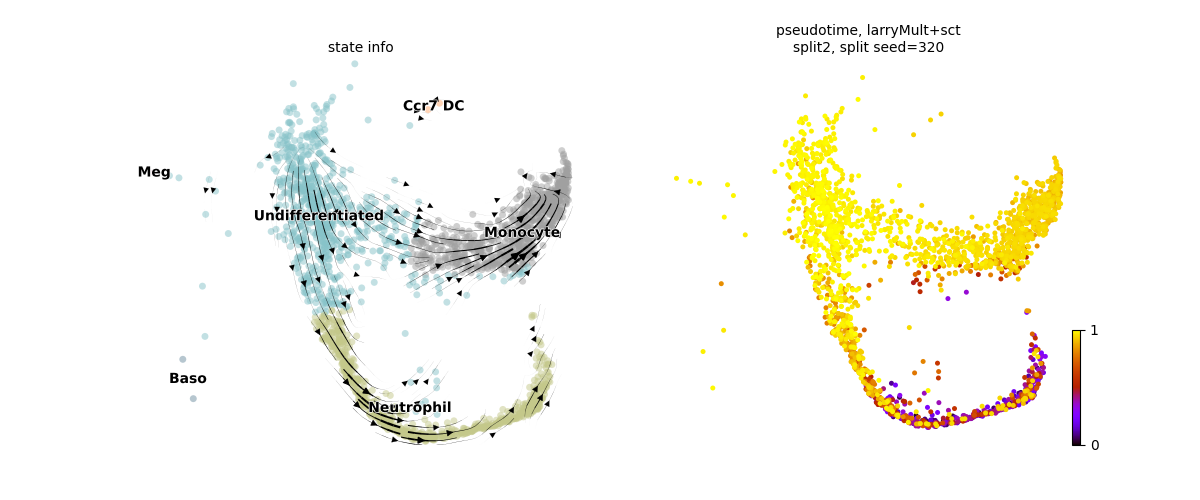 state info
pseudotime, larryMult+sct
split2, split seed=320
Ccr7 DC
Meg
Undifferentiated
Monocyte
Baso
Neutrophil
1
0